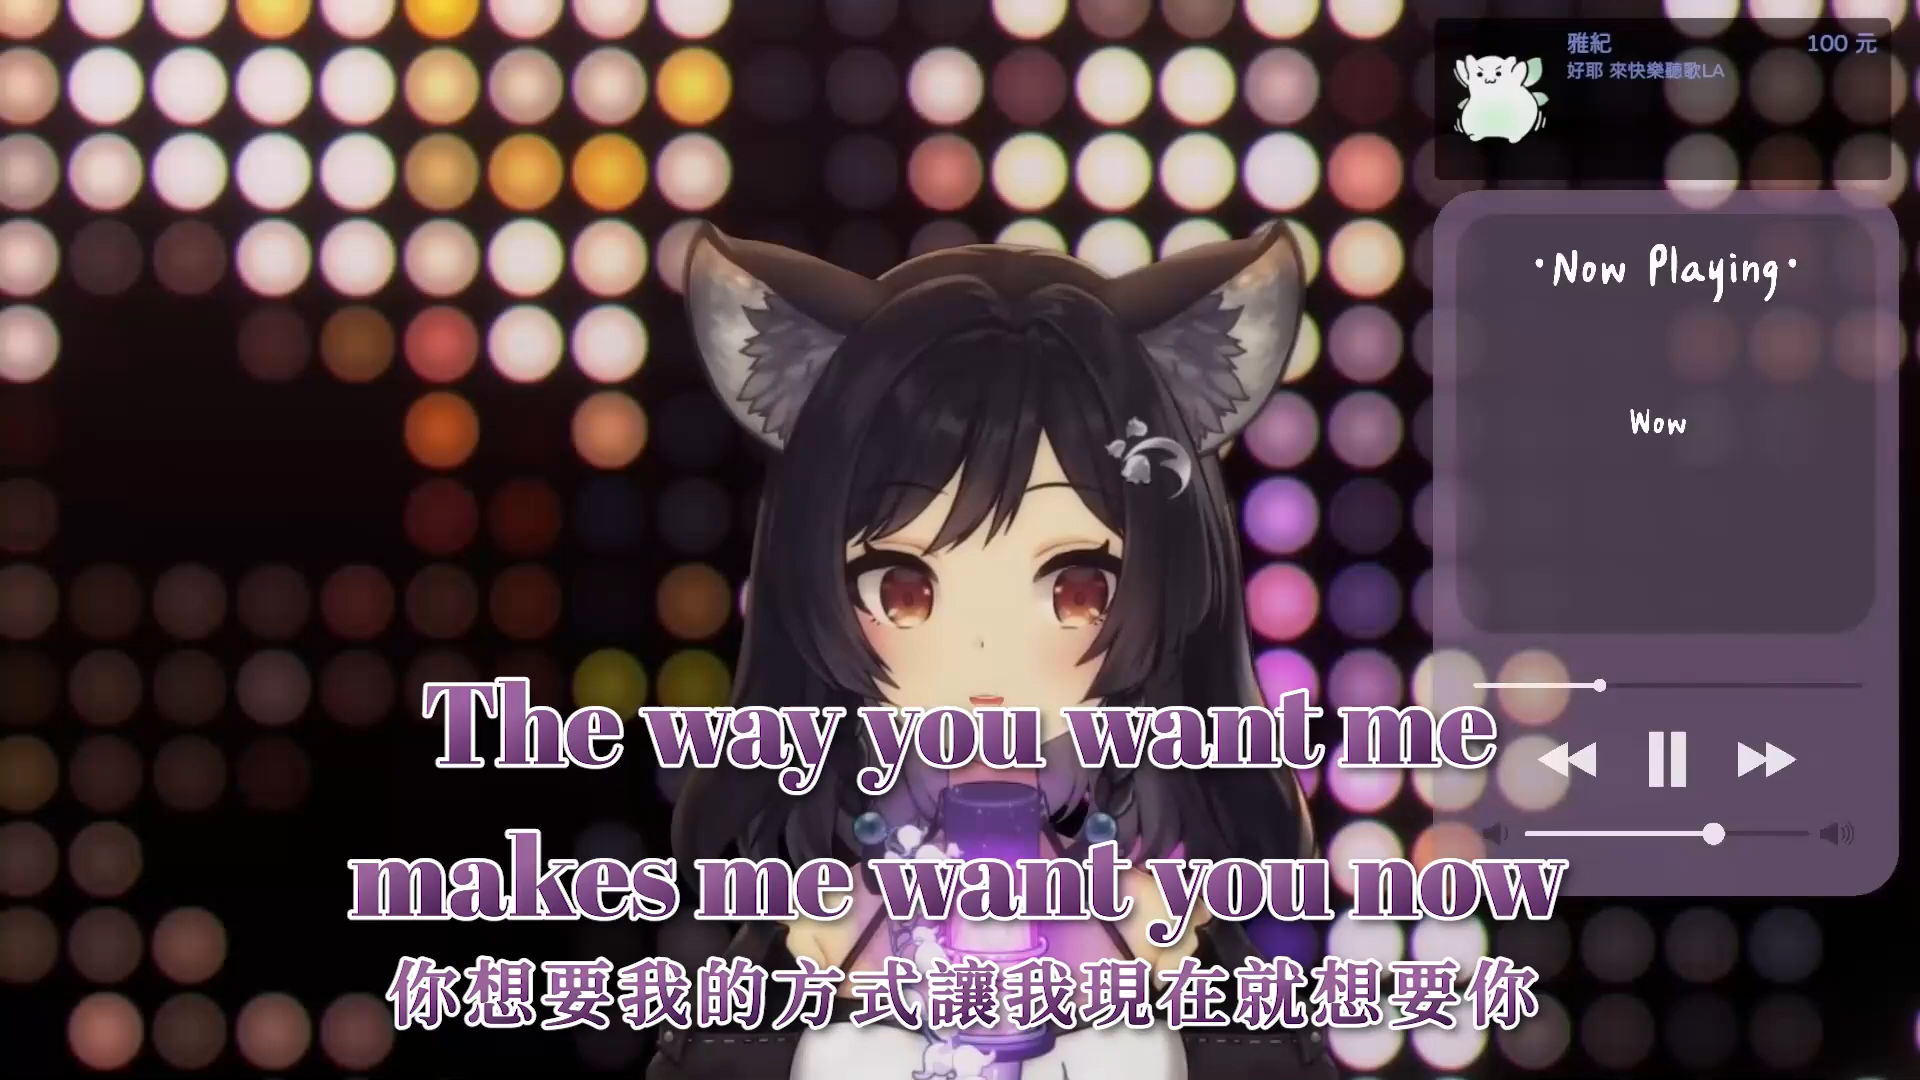 雅紀 100 元
好耶 來快樂聽歌LA
·Now Playing·
Wow
The way you want me
makes me want you now
你想要我的方式讓我現在就想要你